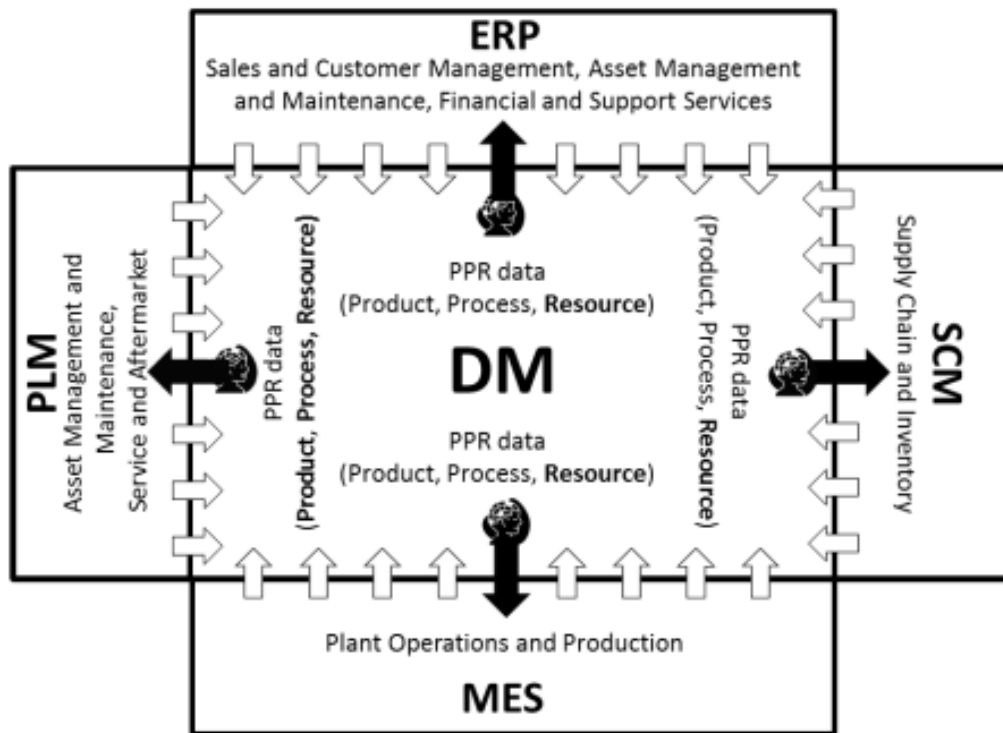 ERP
Sales and Customer Management, Asset Management
and Maintenance, Financial and Support Services
PLM
Asset Management and
Maintenance,
Service and Aftermarket
PPR data
(Product, Process, Resource)
PPR data
(Product, Process, Resource)
DM
PPR data
(Product, Process, Resource)
PPR data
(Product, Process, Resource)
SCM
Supply Chain and Inventory
Plant Operations and Production
MES